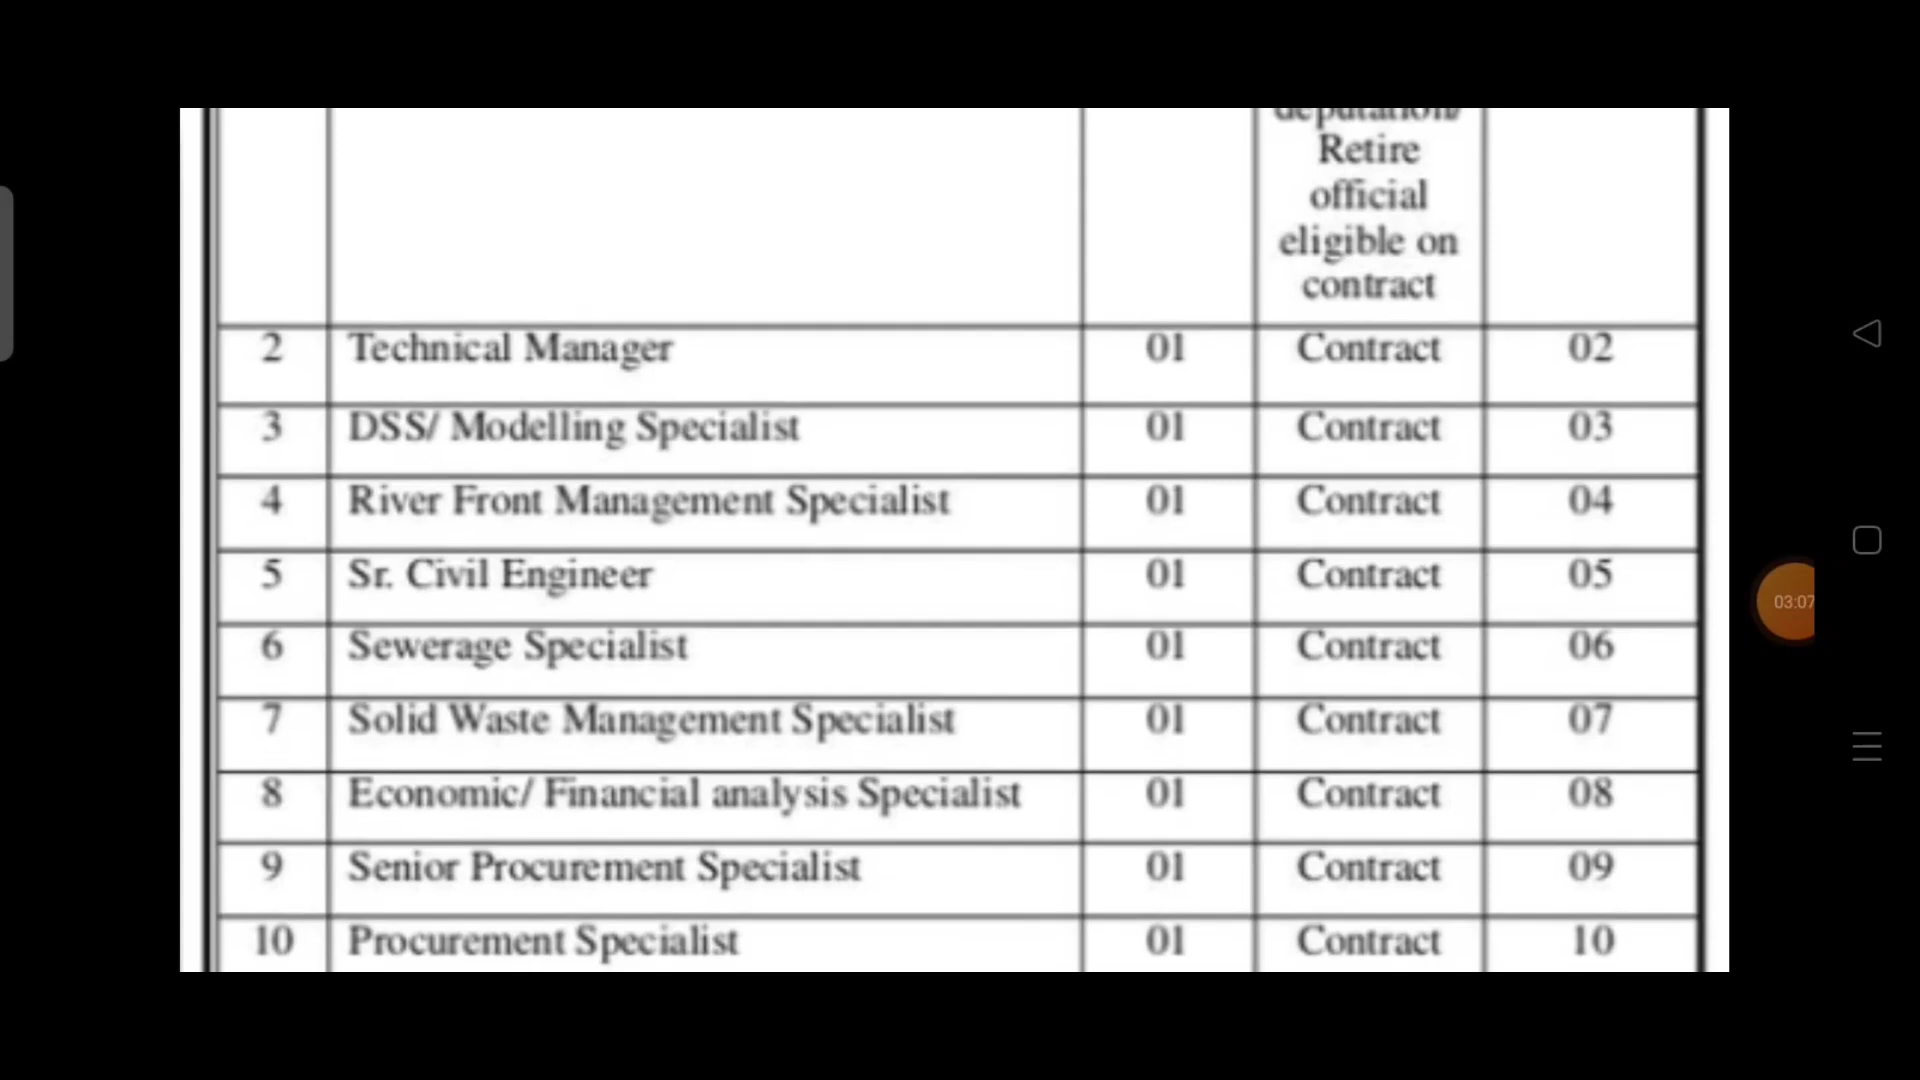 deputation/
Retire
official
eligible on
contract
2 Technical Manager 01 Contract 02
3 DSS/ Modelling Specialist 01 Contract 03
4 River Front Management Specialist 01 Contract 04
5 Sr. Civil Engineer 01 Contract 05
6 Sewerage Specialist 01 Contract 06
7 Solid Waste Management Specialist 01 Contract 07
8 Economic/ Financial analysis Specialist 01 Contract 08
9 Senior Procurement Specialist 01 Contract 09
10 Procurement Specialist 01 Contract 10
03:07